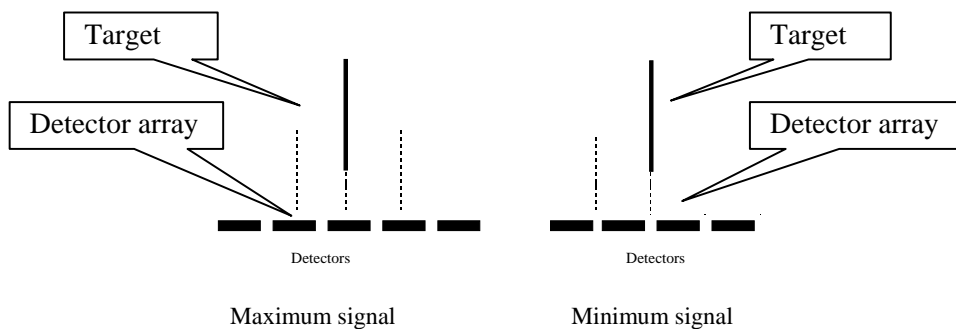 Target
Target
Detector array
Detector array
Detectors
Detectors
Maximum signal
Minimum signal